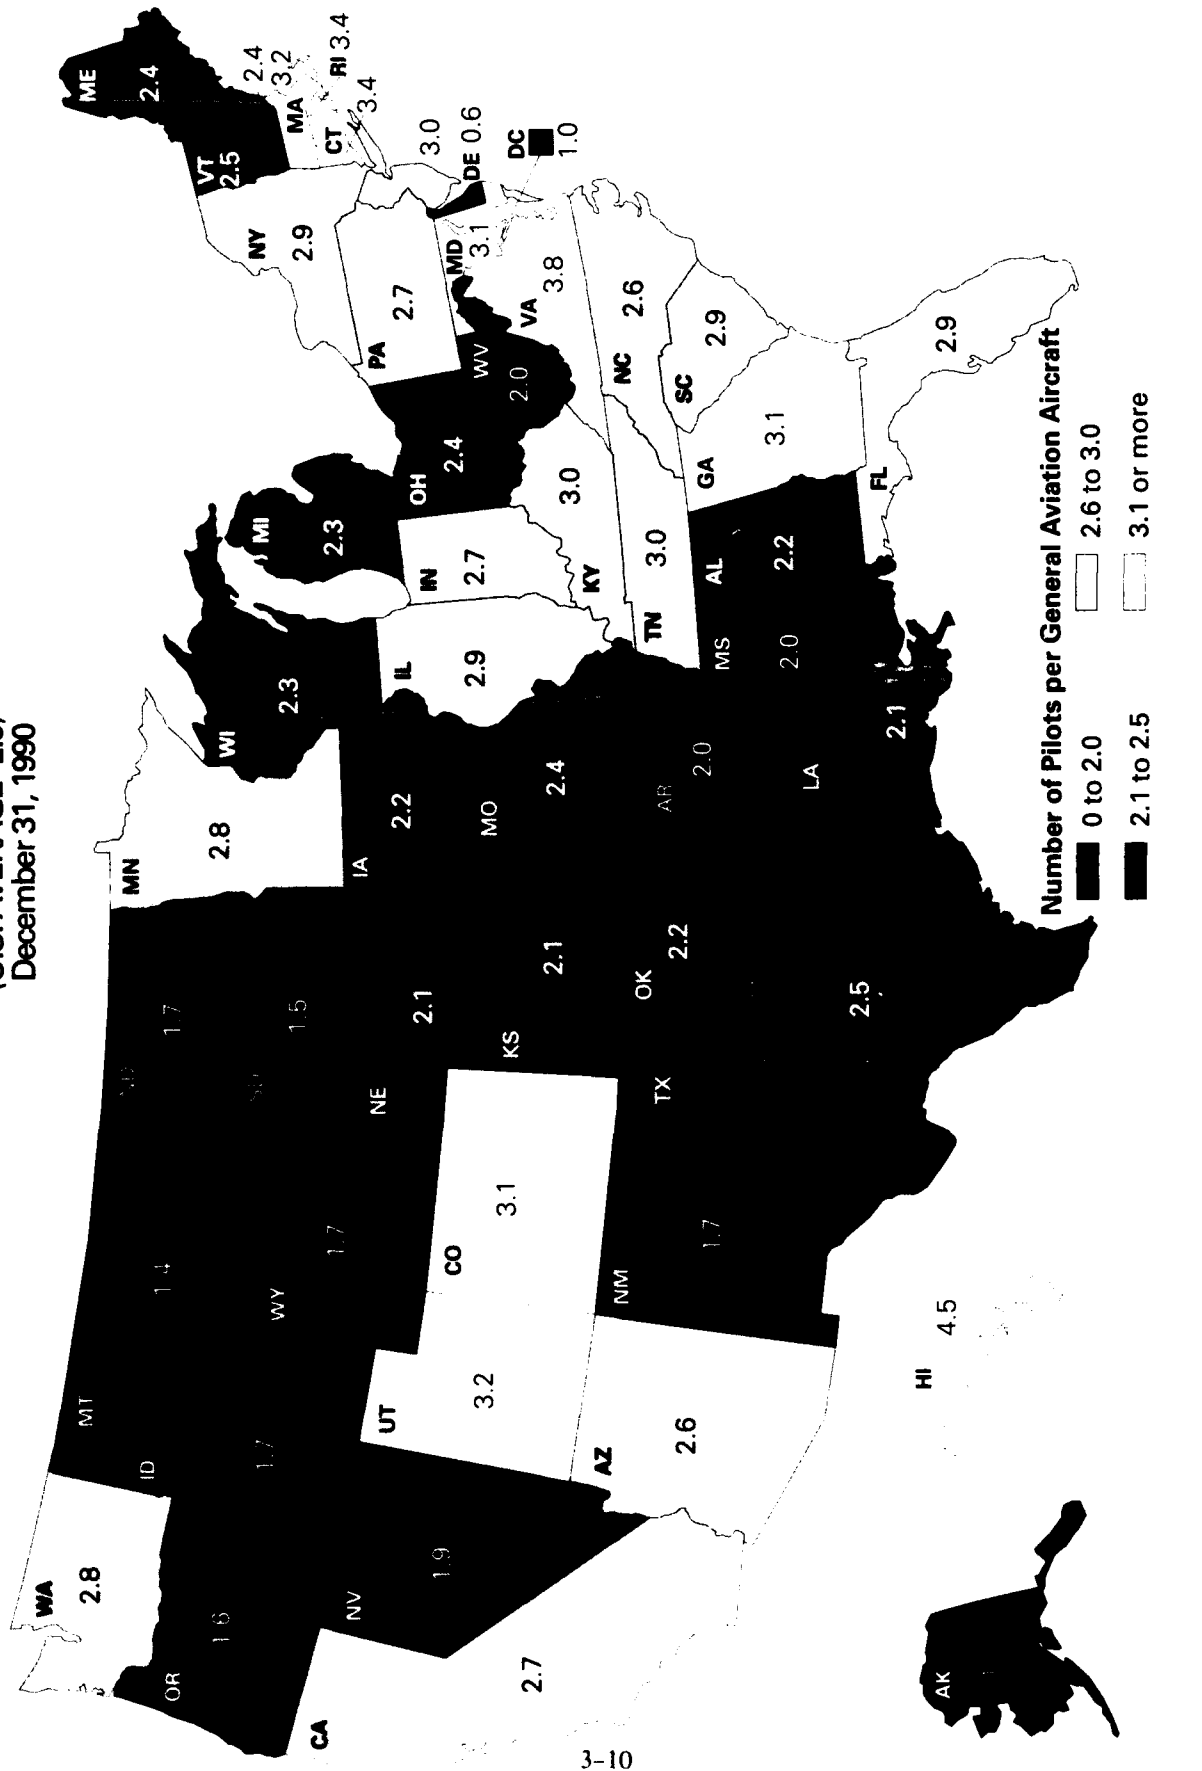 December 31, 1990
WA
2.8
MT
1.4
1.7
MN
2.8
ID
1.7
OR
1.6
WY
1.7
1.5
WI
2.3
MI
2.3
ME
2.4
VT
2.5
NY
2.9
2.4
MA
3.2
CT
3.4
RI 3.4
NV
1.9
UT
3.2
CO
3.1
NE
2.1
IA
2.2
IL
2.9
IN
2.7
OH
2.4
PA
2.7
3.0
DE 0.6
MD
3.1
DC
1.0
CA
2.7
KS
2.1
MO
2.4
KY
3.0
WV
2.0
VA
3.8
AZ
2.6
NM
1.7
TX
2.5
OK
2.2
AR
2.0
TN
3.0
NC
2.6
SC
2.9
LA
2.1
MS
2.0
AL
2.2
GA
3.1
FL
2.9
AK
HI
4.5
Number of Pilots per General Aviation Aircraft
0 to 2.0
2.6 to 3.0
2.1 to 2.5
3.1 or more
3-10